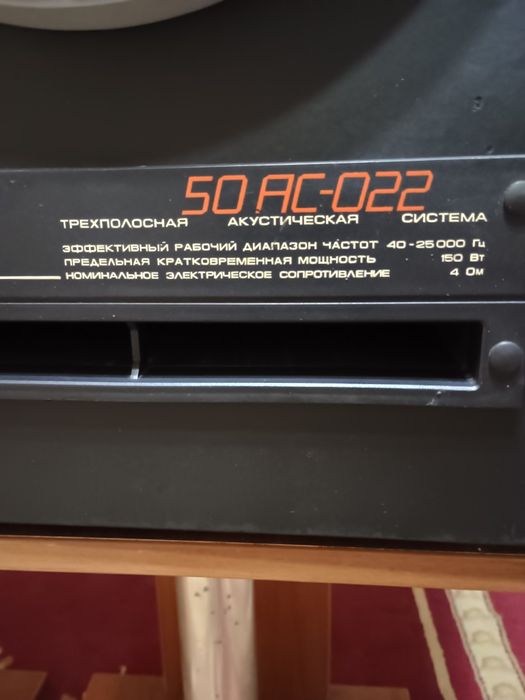 50 АС-022
ТРЕХПОЛОСНАЯ АКУСТИЧЕСКАЯ СИСТЕМА
ЭФФЕКТИВНЫЙ РАБОЧИЙ ДИАПАЗОН ЧАСТОТ 40-25000 Гц
ПРЕДЕЛЬНАЯ КРАТКОВРЕМЕННАЯ МОЩНОСТЬ 150 Вт
НОМИНАЛЬНОЕ ЭЛЕКТРИЧЕСКОЕ СОПРОТИВЛЕНИЕ 4 Ом